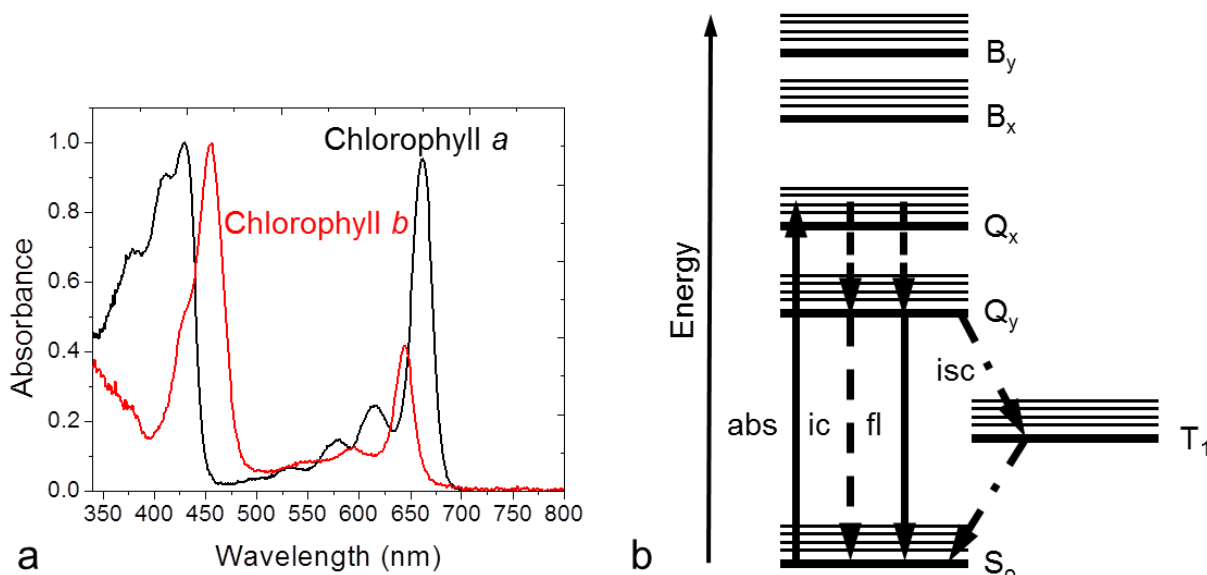 Chlorophyll a
Chlorophyll b
Absorbance
1.0
0.8
0.6
0.4
0.2
0.0
350 400 450 500 550 600 650 700 750 800
Wavelength (nm)
a
Energy
By
Bx
Qx
Qy
isc
abs
ic
fl
T1
S0
b